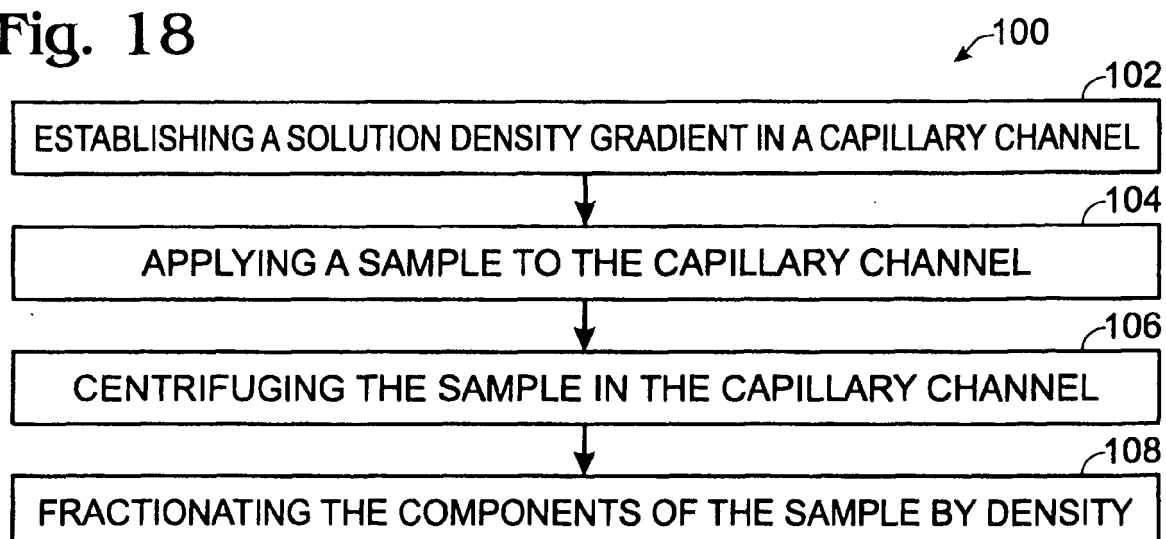 Fig. 18
100
102
ESTABLISHING A SOLUTION DENSITY GRADIENT IN A CAPILLARY CHANNEL
104
APPLYING A SAMPLE TO THE CAPILLARY CHANNEL
106
CENTRIFUGING THE SAMPLE IN THE CAPILLARY CHANNEL
108
FRACTIONATING THE COMPONENTS OF THE SAMPLE BY DENSITY